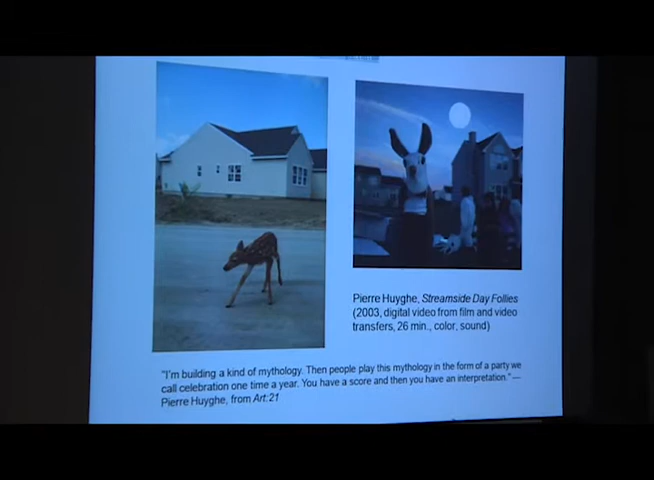 Pierre Huyghe, Streamside Day Follies
(2003, digital video from film and video
transfers, 26 min., color, sound)
"I'm building a kind of mythology. Then people play this mythology in the form of a party we
call celebration one time a year. You have a score and then you have an interpretation."—
Pierre Huyghe, from Art:21